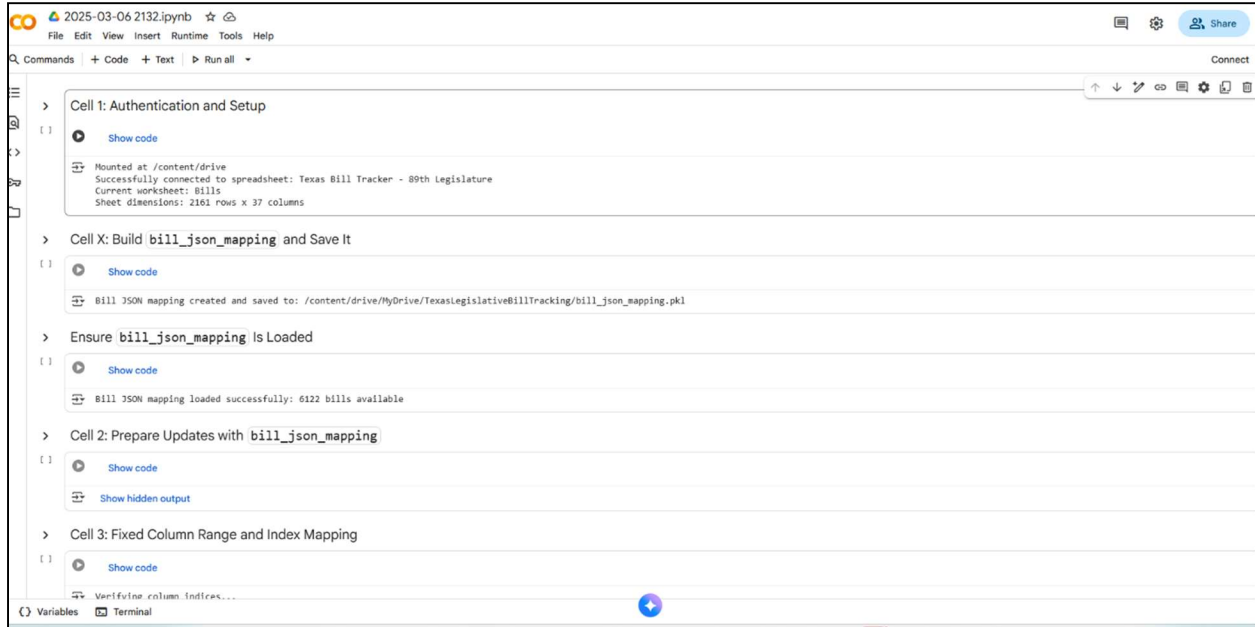 2025-03-06 2132.ipynb
File Edit View Insert Runtime Tools Help
Share
Commands + Code + Text Run all
Connect
Cell 1: Authentication and Setup
[ ]
Show code
Mounted at /content/drive
Successfully connected to spreadsheet: Texas Bill Tracker - 89th Legislature
Current worksheet: Bills
Sheet dimensions: 2161 rows x 37 columns
Cell X: Build bill_json_mapping and Save It
[ ]
Show code
Bill JSON mapping created and saved to: /content/drive/MyDrive/TexasLegislativeBillTracking/bill_json_mapping.pkl
Ensure bill_json_mapping Is Loaded
[ ]
Show code
Bill JSON mapping loaded successfully: 6122 bills available
Cell 2: Prepare Updates with bill_json_mapping
[ ]
Show code
Show hidden output
Cell 3: Fixed Column Range and Index Mapping
[ ]
Show code
Verifying column indices...
{} Variables Terminal